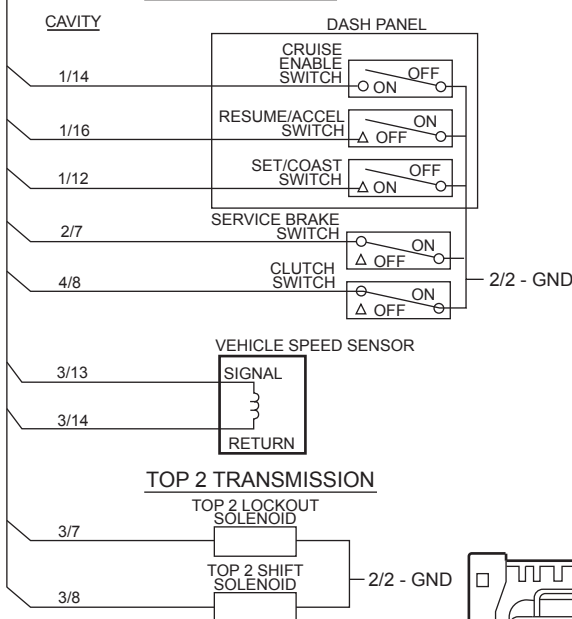 CAVITY
DASH PANEL
CRUISE
ENABLE
SWITCH
OFF
ON
1/14
RESUME/ACCEL
SWITCH
ON
OFF
1/16
SET/COAST
SWITCH
OFF
ON
1/12
SERVICE BRAKE
SWITCH
ON
OFF
2/7
CLUTCH
SWITCH
ON
OFF
4/8
2/2 - GND
VEHICLE SPEED SENSOR
3/13
SIGNAL
3/14
RETURN
TOP 2 TRANSMISSION
TOP 2 LOCKOUT
SOLENOID
3/7
TOP 2 SHIFT
SOLENOID
2/2 - GND
3/8